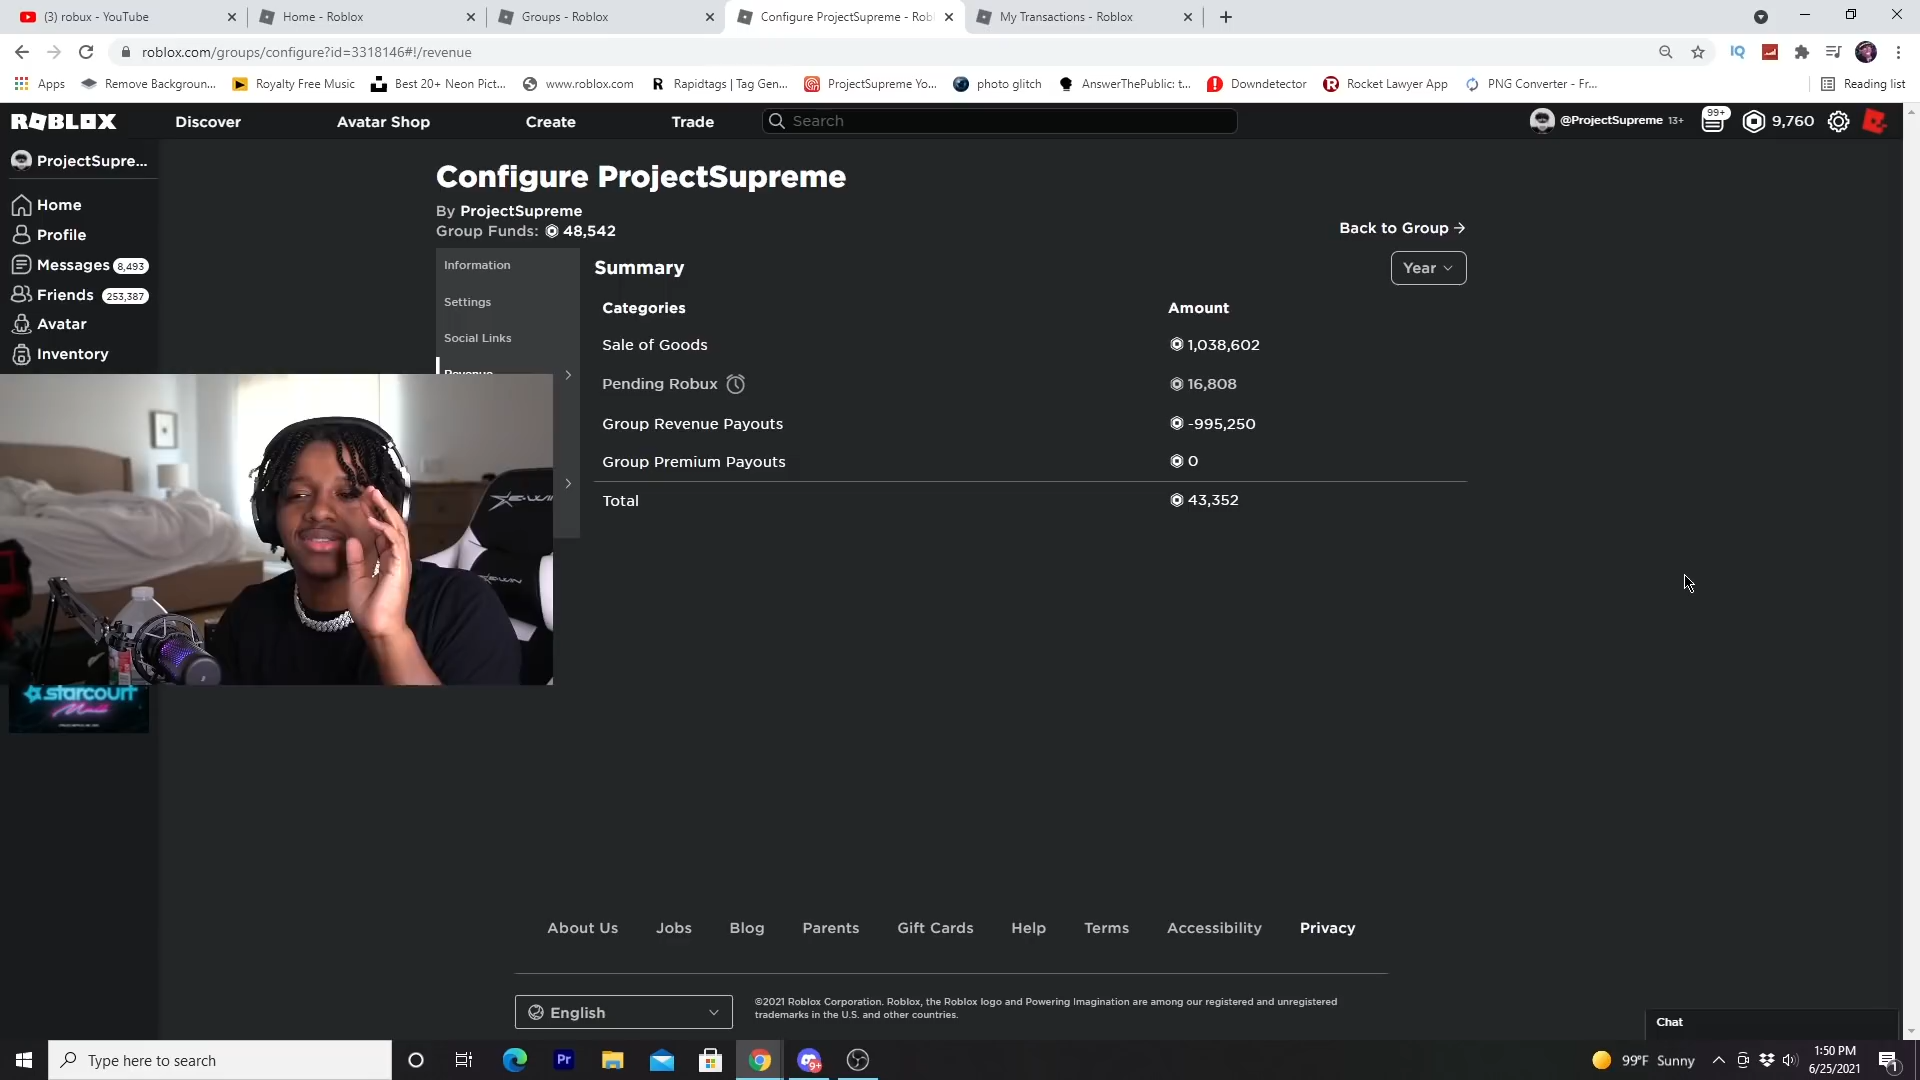 (3) robux - YouTube
Home - Roblox
Groups - Roblox
Configure ProjectSupreme - Rob
My Transactions - Roblox
roblox.com/groups/configure?id=3318146#!/revenue
IQ
Apps
Remove Backgroun...
Royalty Free Music
Best 20+ Neon Pict...
www.roblox.com
R
Rapidtags | Tag Gen...
ProjectSupreme Yo...
photo glitch
AnswerThePublic: t...
Downdetector
Rocket Lawyer App
PNG Converter - Fr...
Reading list
ROBLOX
Discover
Avatar Shop
Create
Trade
Search
@ProjectSupreme 13+
99+
9,760
ProjectSupre...
Home
Profile
Messages 8,493
Friends 253,387
Avatar
Inventory
Configure ProjectSupreme
By ProjectSupreme
Group Funds: 48,542
Back to Group
Information
Settings
Social Links
Revenue
Summary
Year
Categories Amount
Sale of Goods 1,038,602
Pending Robux 16,808
Group Revenue Payouts -995,250
Group Premium Payouts 0
Total 43,352
E-WIN
E-WIN
starcourt
Mall
About Us
Jobs
Blog
Parents
Gift Cards
Help
Terms
Accessibility
Privacy
English
©2021 Roblox Corporation. Roblox, the Roblox logo and Powering Imagination are among our registered and unregistered
trademarks in the U.S. and other countries.
Chat
Type here to search
Pr
9+
99°F Sunny
1:50 PM
6/25/2021
1